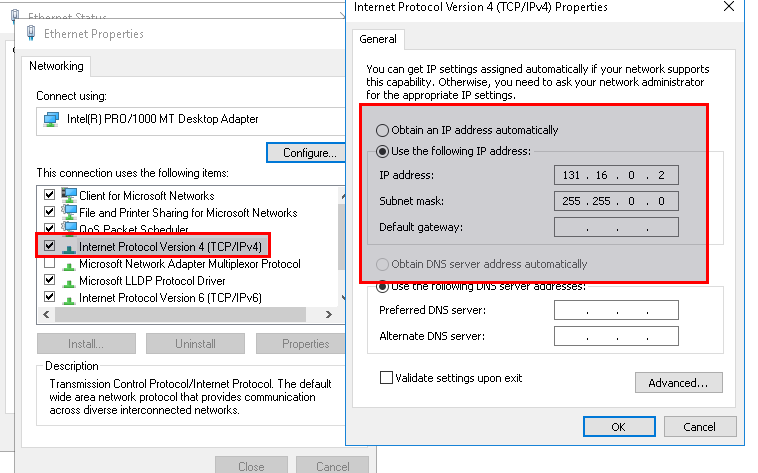 Ethernet Status
Ethernet Properties
Networking
Connect using:
Intel(R) PRO/1000 MT Desktop Adapter
Configure...
This connection uses the following items:
Client for Microsoft Networks
File and Printer Sharing for Microsoft Networks
QoS Packet Scheduler
Internet Protocol Version 4 (TCP/IPv4)
Microsoft Network Adapter Multiplexor Protocol
Microsoft LLDP Protocol Driver
Internet Protocol Version 6 (TCP/IPv6)
Install...
Uninstall
Properties
Description
Transmission Control Protocol/Internet Protocol. The default
wide area network protocol that provides communication
across diverse interconnected networks.
Close
Cancel
Internet Protocol Version 4 (TCP/IPv4) Properties
General
You can get IP settings assigned automatically if your network supports
this capability. Otherwise, you need to ask your network administrator
for the appropriate IP settings.
Obtain an IP address automatically
Use the following IP address:
IP address:
131 . 16 . 0 . 2
Subnet mask:
255 . 255 . 0 . 0
Default gateway:
. . .
Obtain DNS server address automatically
Use the following DNS server addresses:
Preferred DNS server:
. . .
Alternate DNS server:
. . .
Validate settings upon exit
Advanced...
OK
Cancel